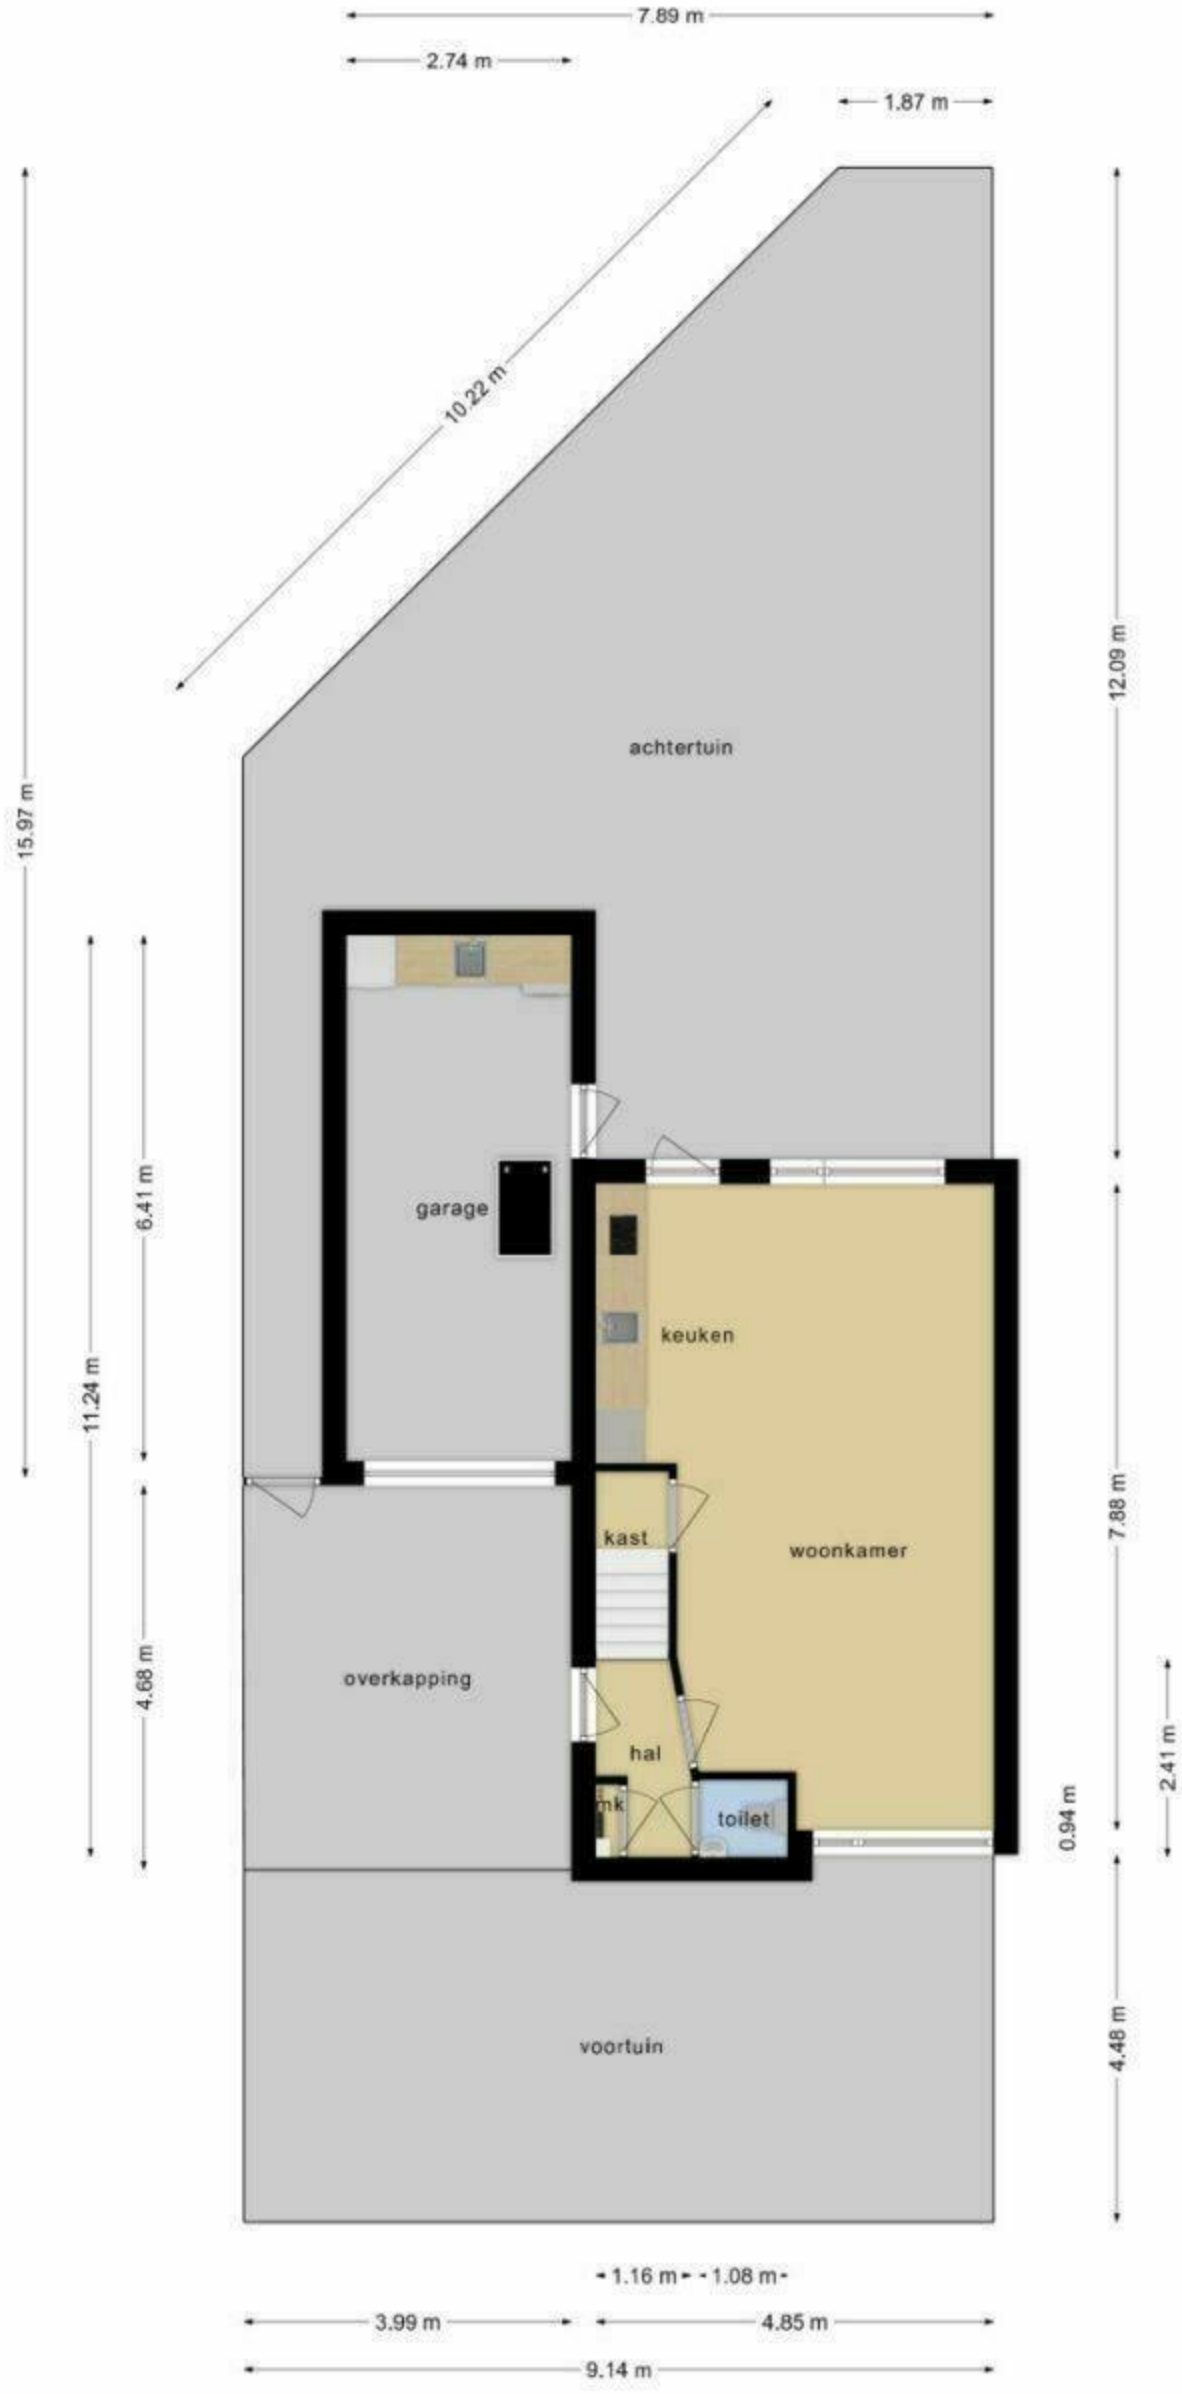 7.89 m
2.74 m
1.87 m
10.22 m
12.09 m
achtertuin
15.97 m
6.41 m
garage
keuken
11.24 m
7.88 m
kast
woonkamer
4.68 m
overkapping
hal
2.41 m
mk
toilet
0.94 m
voortuin
4.48 m
1.16 m
1.08 m
3.99 m
4.85 m
9.14 m